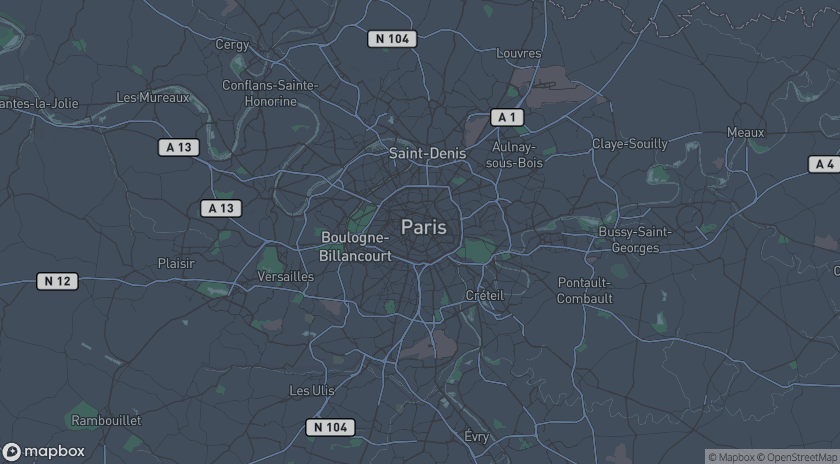 N 104
Cergy
Louvres
Conflans-Sainte-
Honorine
Les Mureaux
antes-la-Jolie
A 1
A 13
Saint-Denis
Aulnay-
sous-Bois
Claye-Souilly
Meaux
A 4
A 13
Paris
Boulogne-
Billancourt
Bussy-Saint-
Georges
Plaisir
Versailles
N 12
Pontault-
Combault
Créteil
C
Les Ulis
Rambouillet
N 104
Évry
mapbox
© Mapbox © OpenStreetMap